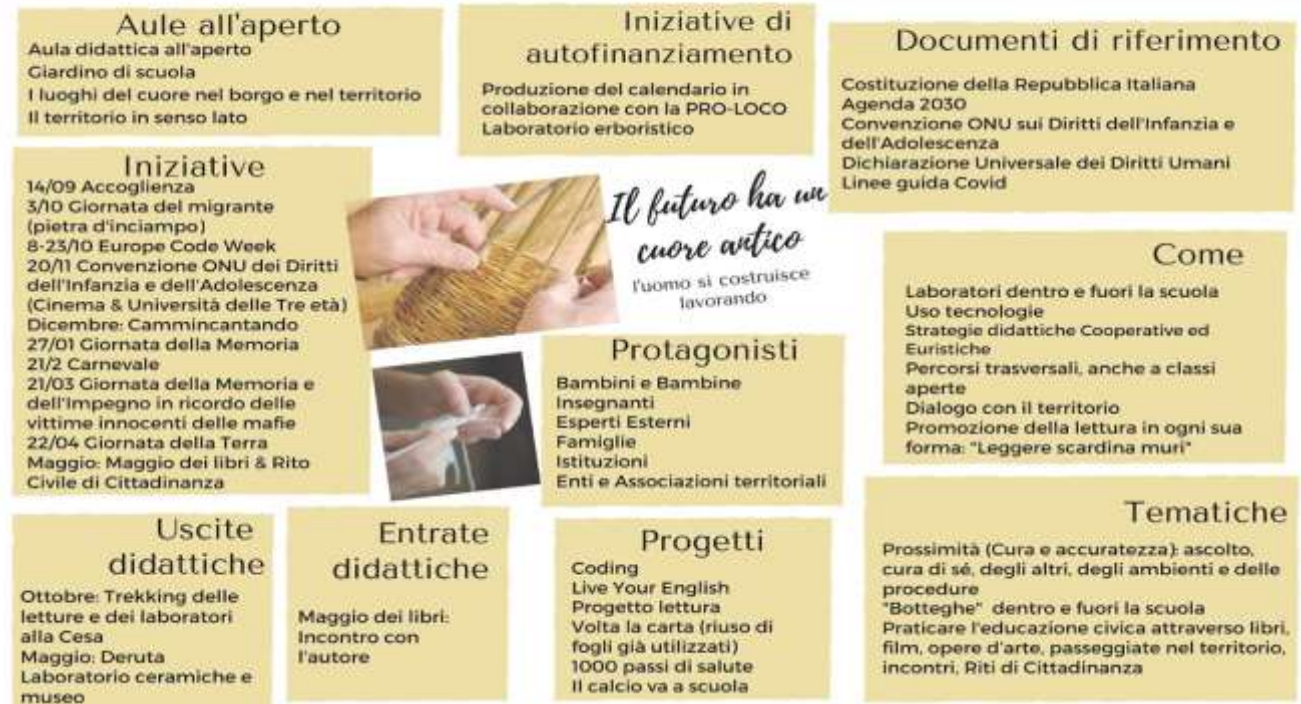 Aule all'aperto
Aula didattica all'aperto
Giardino di scuola
I luoghi del cuore nel borgo e nel territorio
Il territorio in senso lato
Iniziative di
autofinanziamento
Produzione del calendario in
collaborazione con la PRO-LOCO
Laboratorio erboristico
Documenti di riferimento
Costituzione della Repubblica Italiana
Agenda 2030
Convenzione ONU sui Diritti dell'Infanzia e
dell'Adolescenza
Dichiarazione Universale dei Diritti Umani
Linee guida Covid
Iniziative
14/09 Accoglienza
3/10 Giornata del migrante
(pietra d'inciampo)
8-23/10 Europe Code Week
20/11 Convenzione ONU dei Diritti
dell'Infanzia e dell'Adolescenza
(Cinema & Università delle Tre età)
Dicembre: Cammincantando
27/01 Giornata della Memoria
21/2 Carnevale
21/03 Giornata della Memoria e
dell'Impegno in ricordo delle
vittime innocenti delle mafie
22/04 Giornata della Terra
Maggio: Maggio dei libri & Rito
Civile di Cittadinanza
Il futuro ha un
cuore antico
l'uomo si costruisce
lavorando
Come
Laboratori dentro e fuori la scuola
Uso tecnologie
Strategie didattiche Cooperative ed
Euristiche
Percorsi trasversali, anche a classi
aperte
Dialogo con il territorio
Promozione della lettura in ogni sua
forma: "Leggere scardina muri"
Protagonisti
Bambini e Bambine
Insegnanti
Esperti Esterni
Famiglie
Istituzioni
Enti e Associazioni territoriali
Uscite
didattiche
Ottobre: Trekking delle
letture e dei laboratori
alla Cesa
Maggio: Deruta
Laboratorio ceramiche e
museo
Entrate
didattiche
Maggio dei libri:
Incontro con
l'autore
Progetti
Coding
Live Your English
Progetto lettura
Volta la carta (riuso di
fogli già utilizzati)
1000 passi di salute
Il calcio va a scuola
Tematiche
Prossimità (Cura e accuratezza): ascolto,
cura di sé, degli altri, degli ambienti e delle
procedure
"Botteghe" dentro e fuori la scuola
Praticare l'educazione civica attraverso libri,
film, opere d'arte, passeggiate nel territorio,
incontri, Riti di Cittadinanza